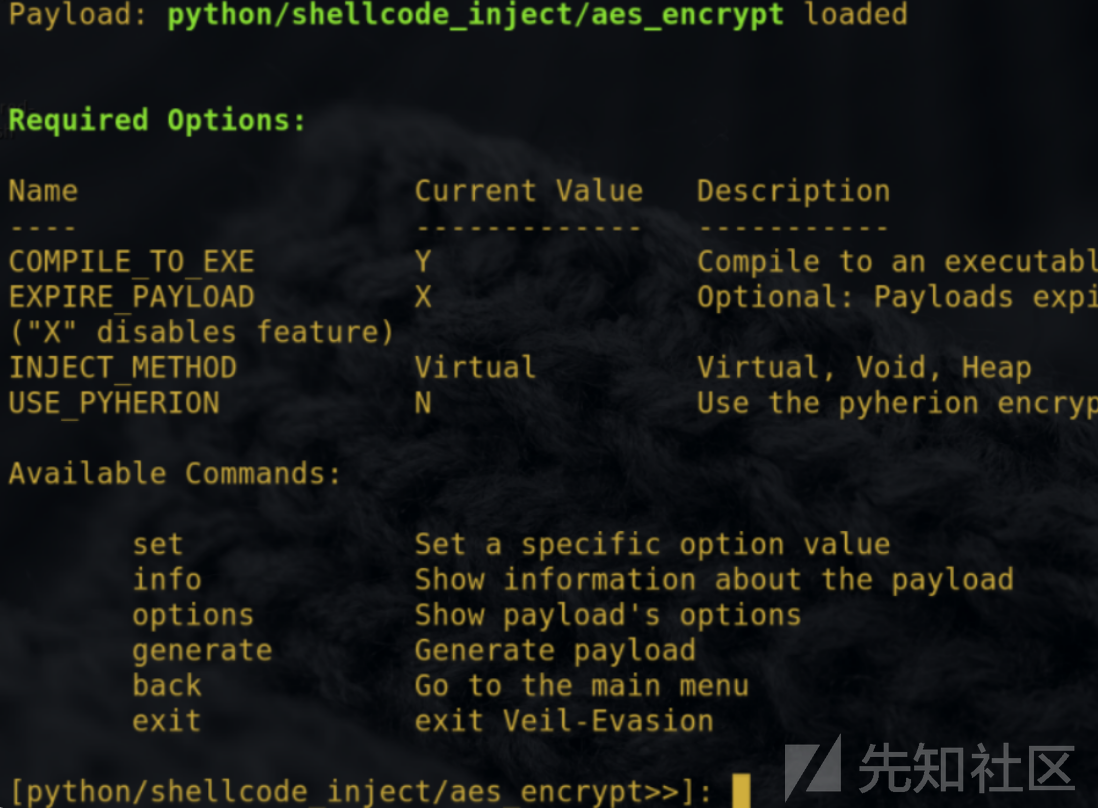 Payload: python/shellcode_inject/aes_encrypt loaded
Required Options:
Name Current Value Description
---- ------------- -----------
COMPILE_TO_EXE Y Compile to an executabl
EXPIRE_PAYLOAD X Optional: Payloads expi
("X" disables feature)
INJECT_METHOD Virtual Virtual, Void, Heap
USE_PYHERION N Use the pyherion encryp
Available Commands:
set Set a specific option value
info Show information about the payload
options Show payload's options
generate Generate payload
back Go to the main menu
exit exit Veil-Evasion
[python/shellcode_inject/aes_encrypt>>]:
先知社区